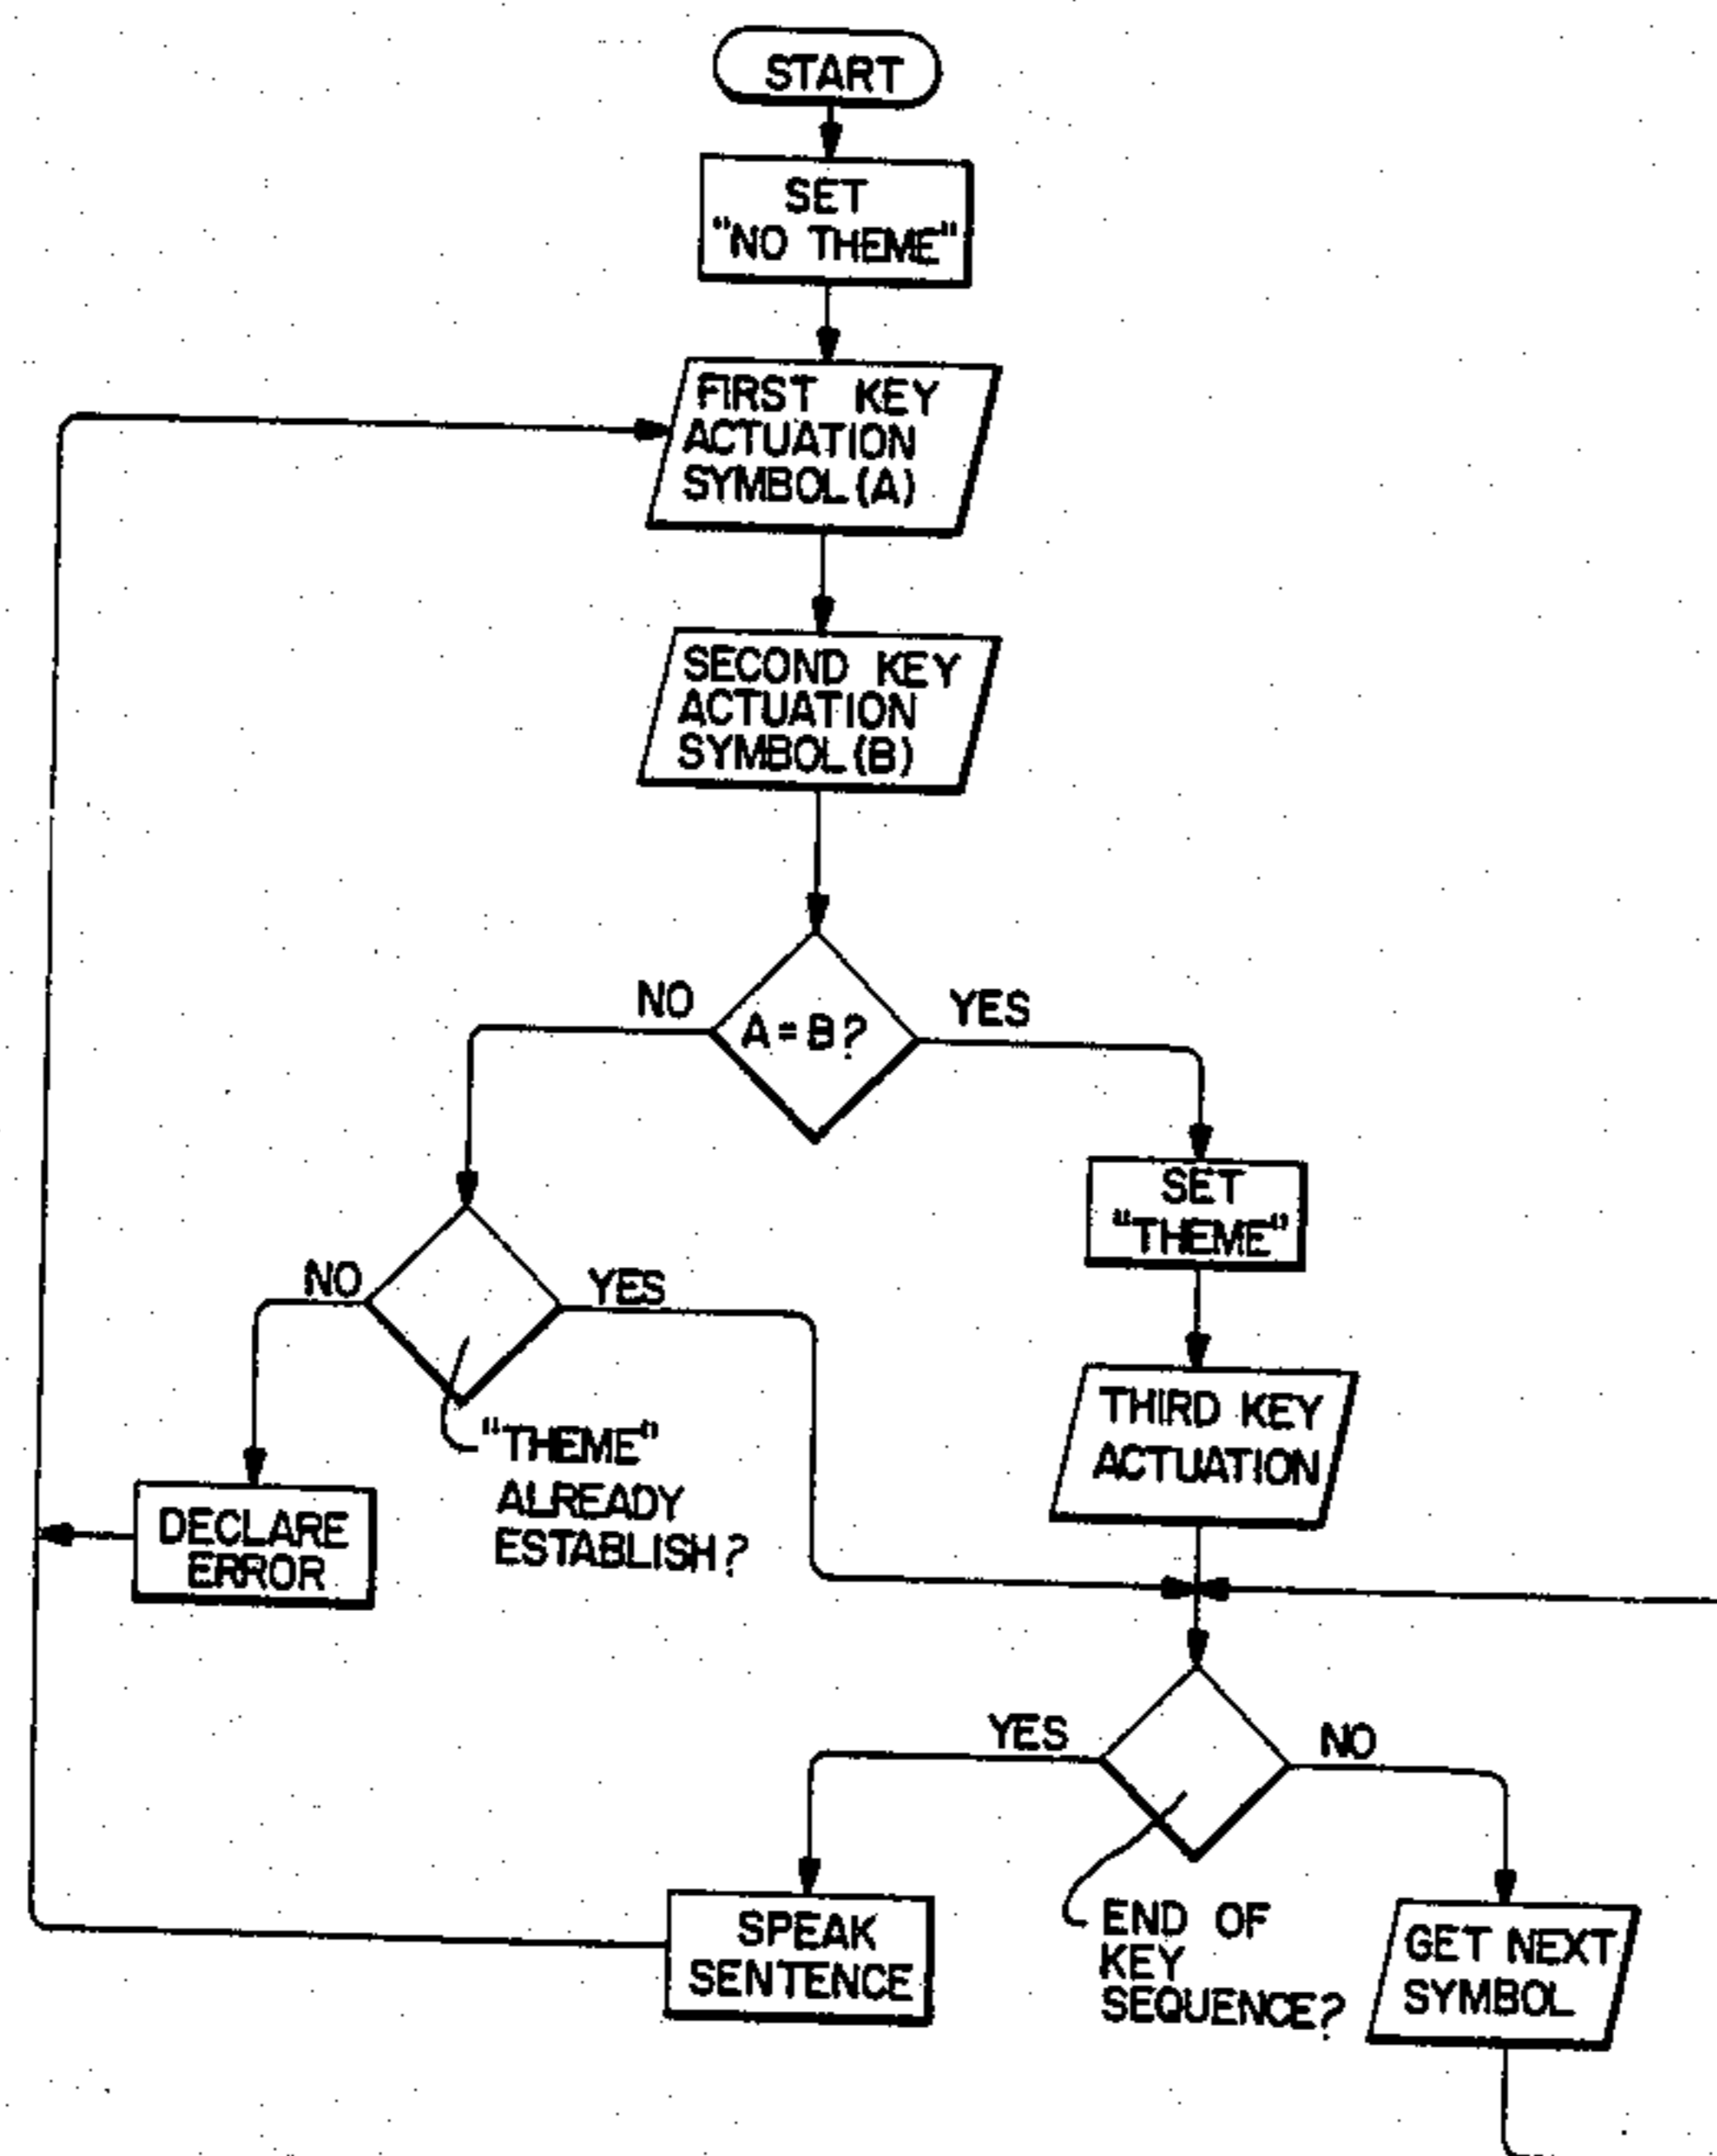 START
SET
"NO THEME"
FIRST KEY
ACTUATION
SYMBOL(A)
SECOND KEY
ACTUATION
SYMBOL(B)
NO
A=B?
YES
SET
"THEME"
NO
YES
"THEME"
ALREADY
ESTABLISH?
THIRD KEY
ACTUATION
DECLARE
ERROR
YES
NO
SPEAK
SENTENCE
END OF
KEY
SEQUENCE?
GET NEXT
SYMBOL